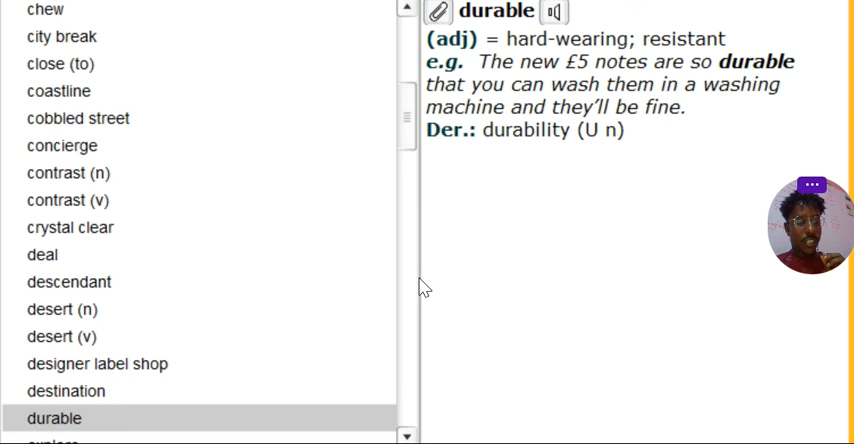 chew
city break
close (to)
coastline
cobbled street
concierge
contrast (n)
contrast (v)
crystal clear
deal
descendant
desert (n)
desert (v)
designer label shop
destination
durable
durable
(adj) = hard-wearing; resistant
e.g. The new £5 notes are so durable
that you can wash them in a washing
machine and they'll be fine.
Der.: durability (U n)